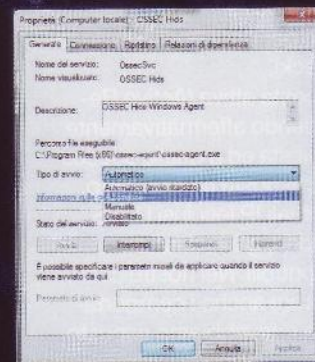 Proprietà (Computer locale) - OSSEC Hids
Generale Connessione Ripristino Relazioni di dipendenza
Nome del servizio: OssecSvc
Nome visualizzato: OSSEC Hids
Descrizione: OSSEC Hids Windows Agent
Percorso file eseguibile:
C:\Program Files (x86)\ossec-agent\ossec-agent.exe
Tipo di avvio: Automatico
Automatico (avvio ritardato)
Manuale
Disabilitato
Stato del servizio: Avviato
Avvia Interrompi Sospendi Riprendi
È possibile specificare i parametri iniziali da applicare quando il servizio
viene avviato da qui.
Parametri di avvio:
OK Annulla Applica